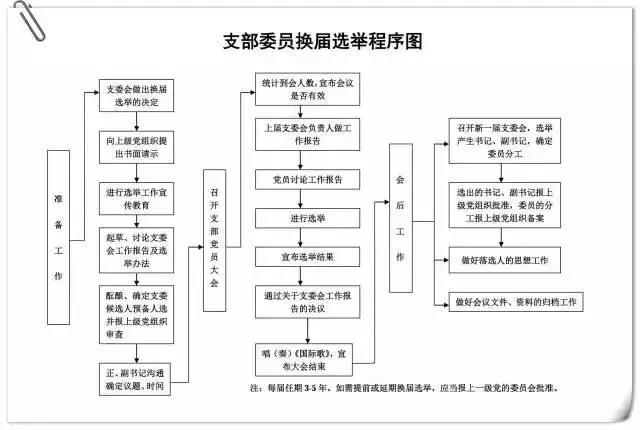 支部委员换届选举程序图
准备工作
支委会做出换届
选举的决定
向上级党组织提
出书面请示
进行选举工作宣
传教育
起草、讨论支委
会工作报告及选
举办法
酝酿、确定支委
候选人预备人选
并报上级党组织
审查
正、副书记沟通
确定议题、时间
召开支部党员大会
统计到会人数，宣布会议
是否有效
上届支委会负责人做工
作报告
党员讨论工作报告
进行选举
宣布选举结果
通过关于支委会工作报
告的决议
唱（奏）《国际歌》，宣
布大会结束
会后工作
召开新一届支委会，选举
产生书记、副书记，确定
委员分工
选出的书记、副书记报上
级党组织批准，委员的分
工报上级党组织备案
做好落选人的思想工作
做好会议文件、资料的归档工作
注：每届任期 3-5 年。如需提前或延期换届选举，应当报上一级党的委员会批准。